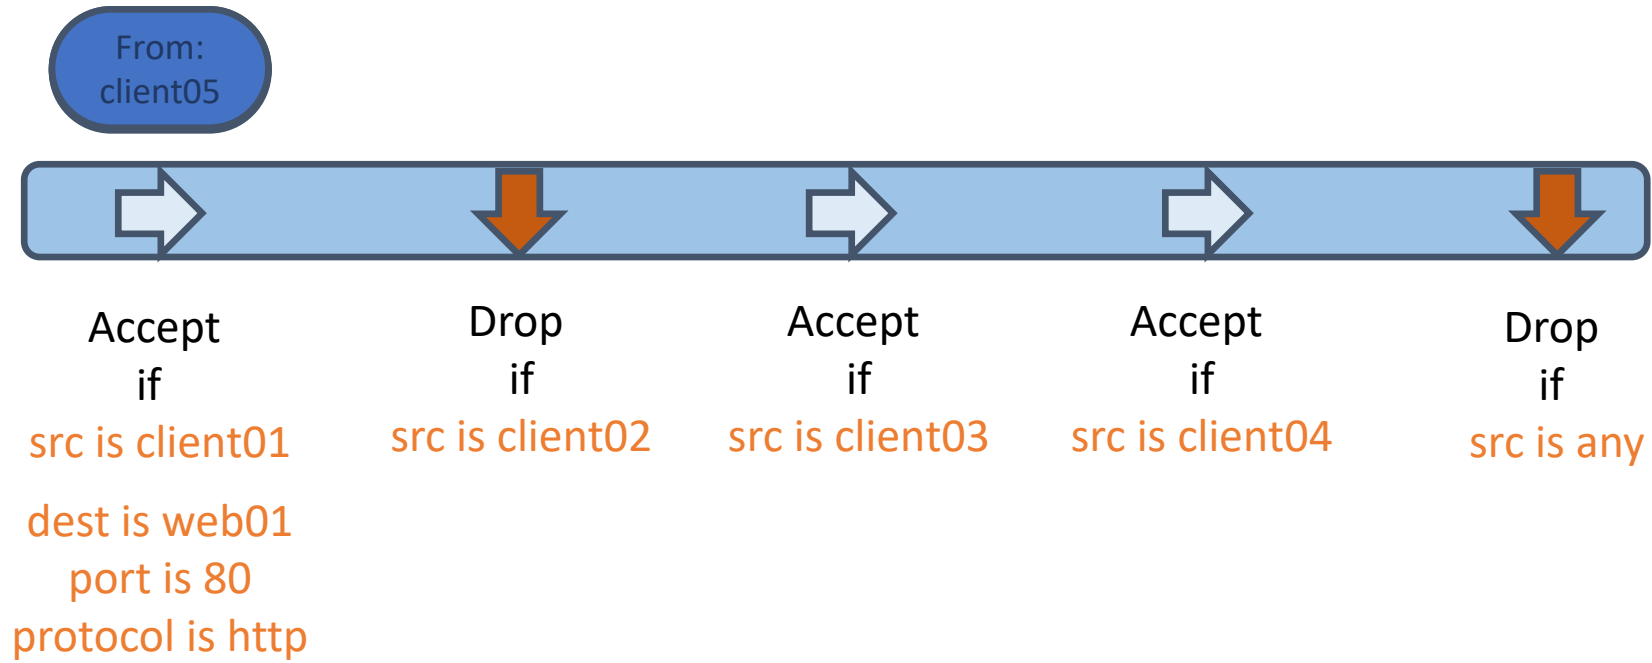 From:
client05
Accept
if
src is client01
dest is web01
port is 80
protocol is http
Drop
if
src is client02
Accept
if
src is client03
Accept
if
src is client04
Drop
if
src is any